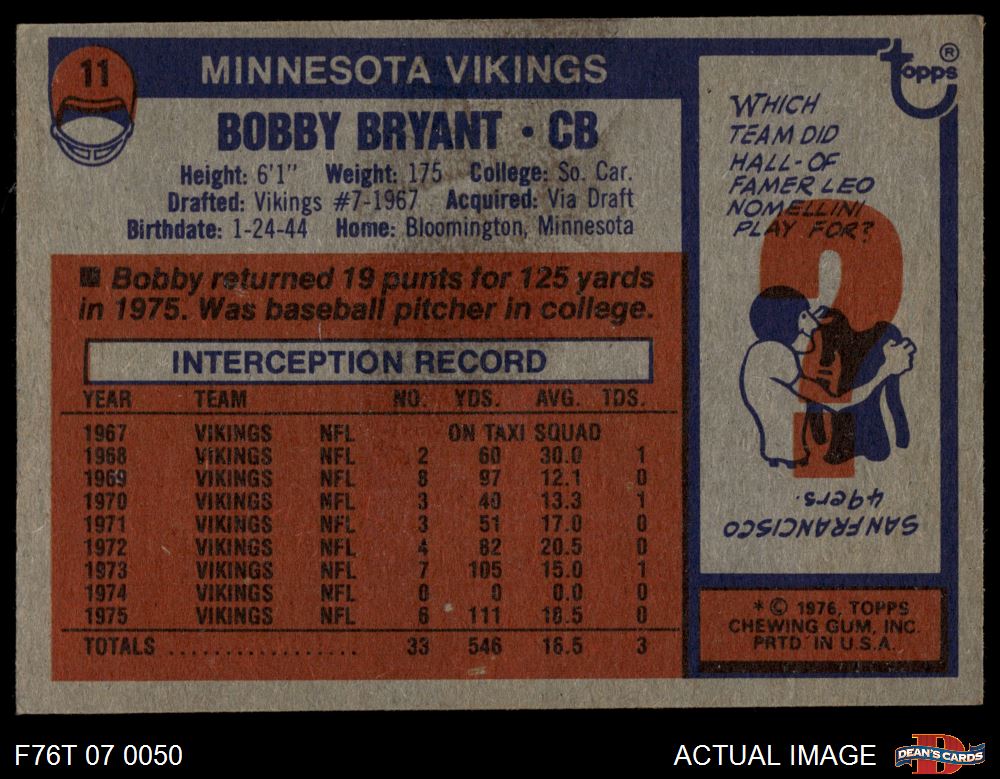 11
MINNESOTA VIKINGS
BOBBY BRYANT • CB
Height: 6'1" Weight: 175 College: So. Car.
Drafted: Vikings #7-1967 Acquired: Via Draft
Birthdate: 1-24-44 Home: Bloomington, Minnesota
Bobby returned 19 punts for 125 yards
in 1975. Was baseball pitcher in college.
INTERCEPTION RECORD
YEAR TEAM NO. YDS. AVG. TDS.
1967 VIKINGS NFL ON TAXI SQUAD
1968 VIKINGS NFL 2 60 30.0 1
1969 VIKINGS NFL 8 97 12.1 0
1970 VIKINGS NFL 3 40 13.3 1
1971 VIKINGS NFL 3 51 17.0 0
1972 VIKINGS NFL 4 82 20.5 0
1973 VIKINGS NFL 7 105 15.0 1
1974 VIKINGS NFL 0 0 0.0 0
1975 VIKINGS NFL 6 111 18.5 0
TOTALS .................. 33 546 16.5 3
topps ®
WHICH
TEAM DID
HALL-OF
FAMER LEO
NOMELLINI
PLAY FOR?
SAN FRANCISCO
49ers.
* © 1976, TOPPS
CHEWING GUM, INC.
PRTD IN U.S.A.
F76T 07 0050
ACTUAL IMAGE
DEAN'S CARDS